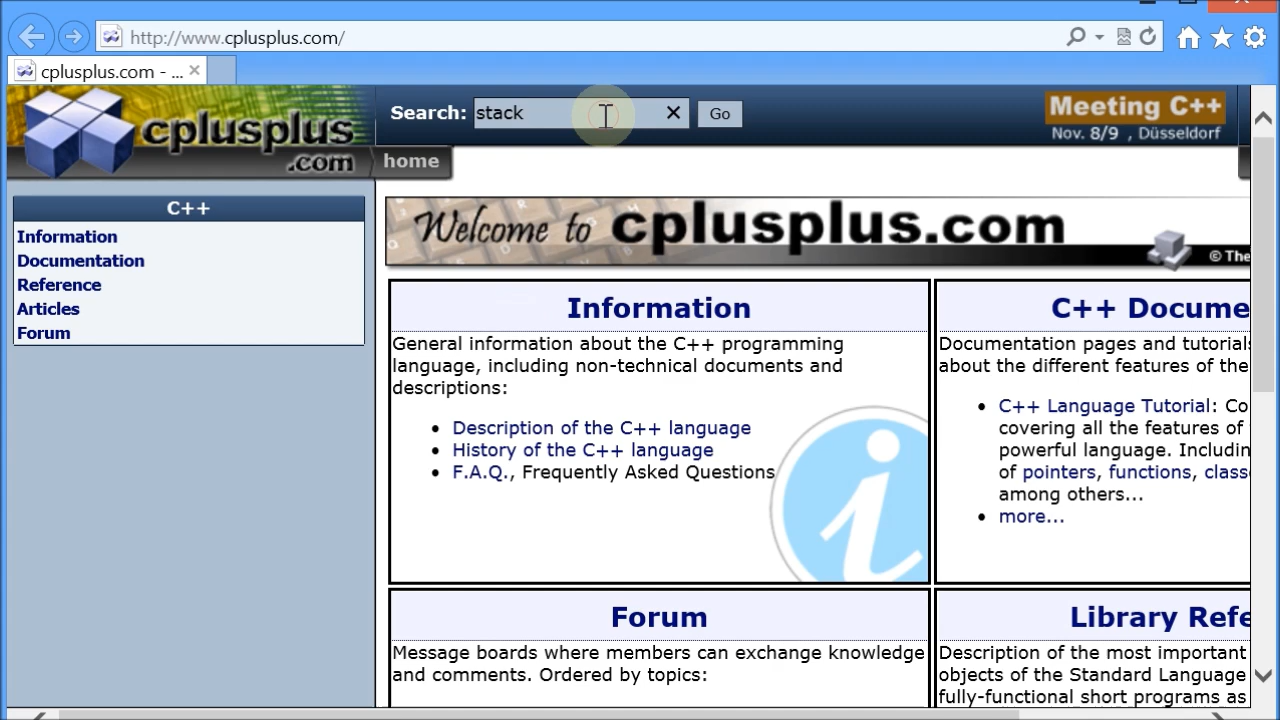 http://www.cplusplus.com/
cplusplus.com - ...
cplusplus
.com
Search: stack Go
Meeting C++
Nov. 8/9 , Düsseldorf
home
C++
Information
Documentation
Reference
Articles
Forum
Welcome to cplusplus.com
© The
Information
General information about the C++ programming
language, including non-technical documents and
descriptions:
• Description of the C++ language
• History of the C++ language
• F.A.Q., Frequently Asked Questions
C++ Docume
Documentation pages and tutorials
about the different features of the
• C++ Language Tutorial: Co
covering all the features of
powerful language. Includin
of pointers, functions, classe
among others...
• more...
Forum
Message boards where members can exchange knowledge
and comments. Ordered by topics:
Library Refe
Description of the most important
objects of the Standard Language
fully-functional short programs as